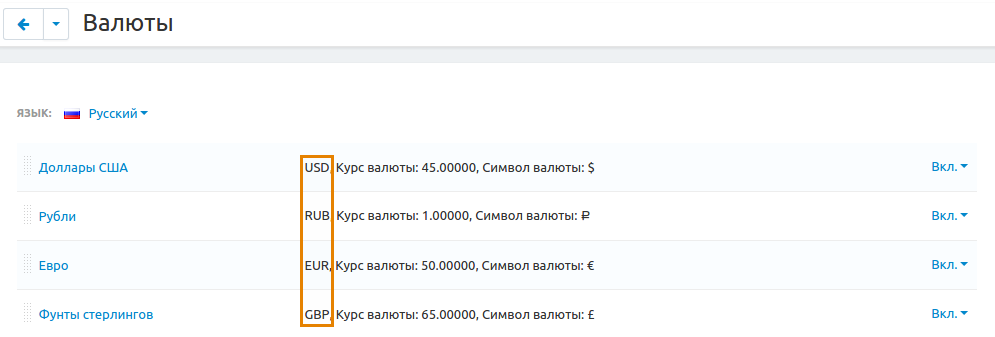 Валюты
ЯЗЫК: Русский
Доллары США USD, Курс валюты: 45.00000, Символ валюты: $ Вкл.
Рубли RUB, Курс валюты: 1.00000, Символ валюты: ₽ Вкл.
Евро EUR, Курс валюты: 50.00000, Символ валюты: € Вкл.
Фунты стерлингов GBP, Курс валюты: 65.00000, Символ валюты: £ Вкл.